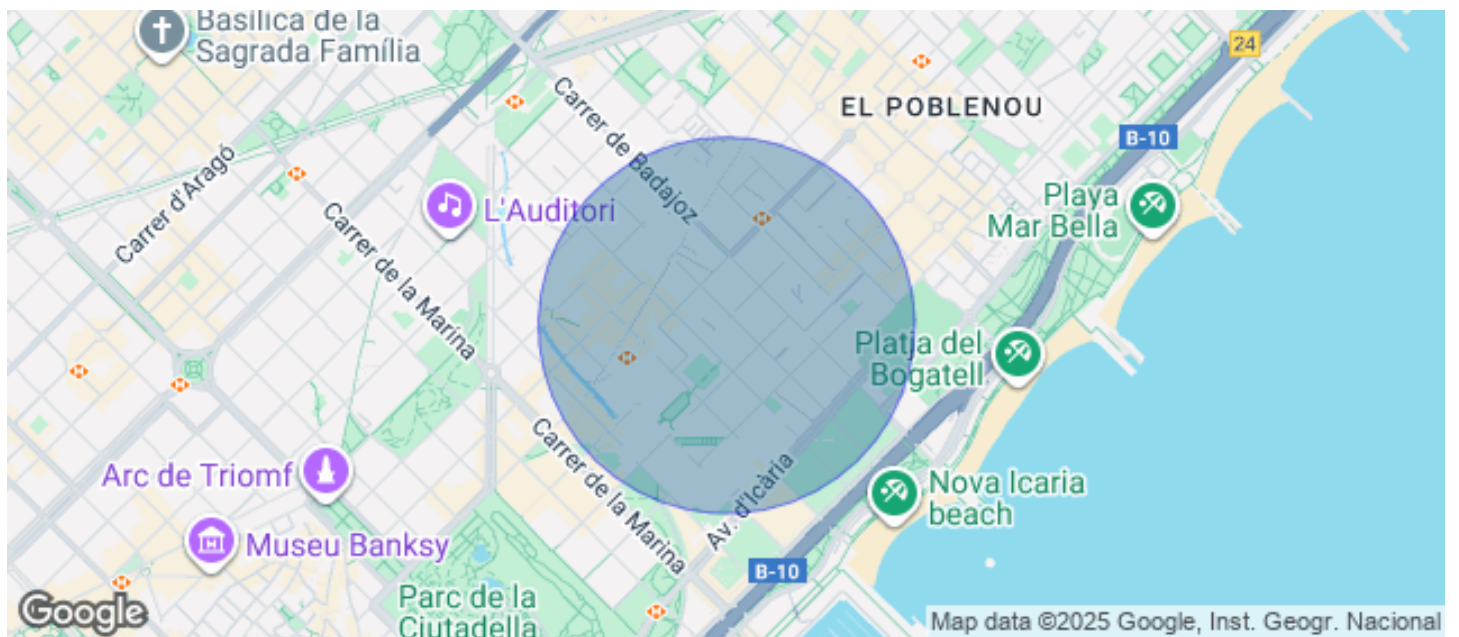 Basílica de la
Sagrada Família
24
EL POBLENOU
B-10
Carrer de Badajoz
Carrer d'Aragó
L'Auditori
Playa
Mar Bella
Carrer de la Marina
Platja del
Bogatell
Carrer de la Marina
Av. d'Icària
Arc de Triomf
Nova Icaria
beach
Museu Banksy
B-10
Parc de la
Ciutadella
Google
Map data ©2025 Google, Inst. Geogr. Nacional